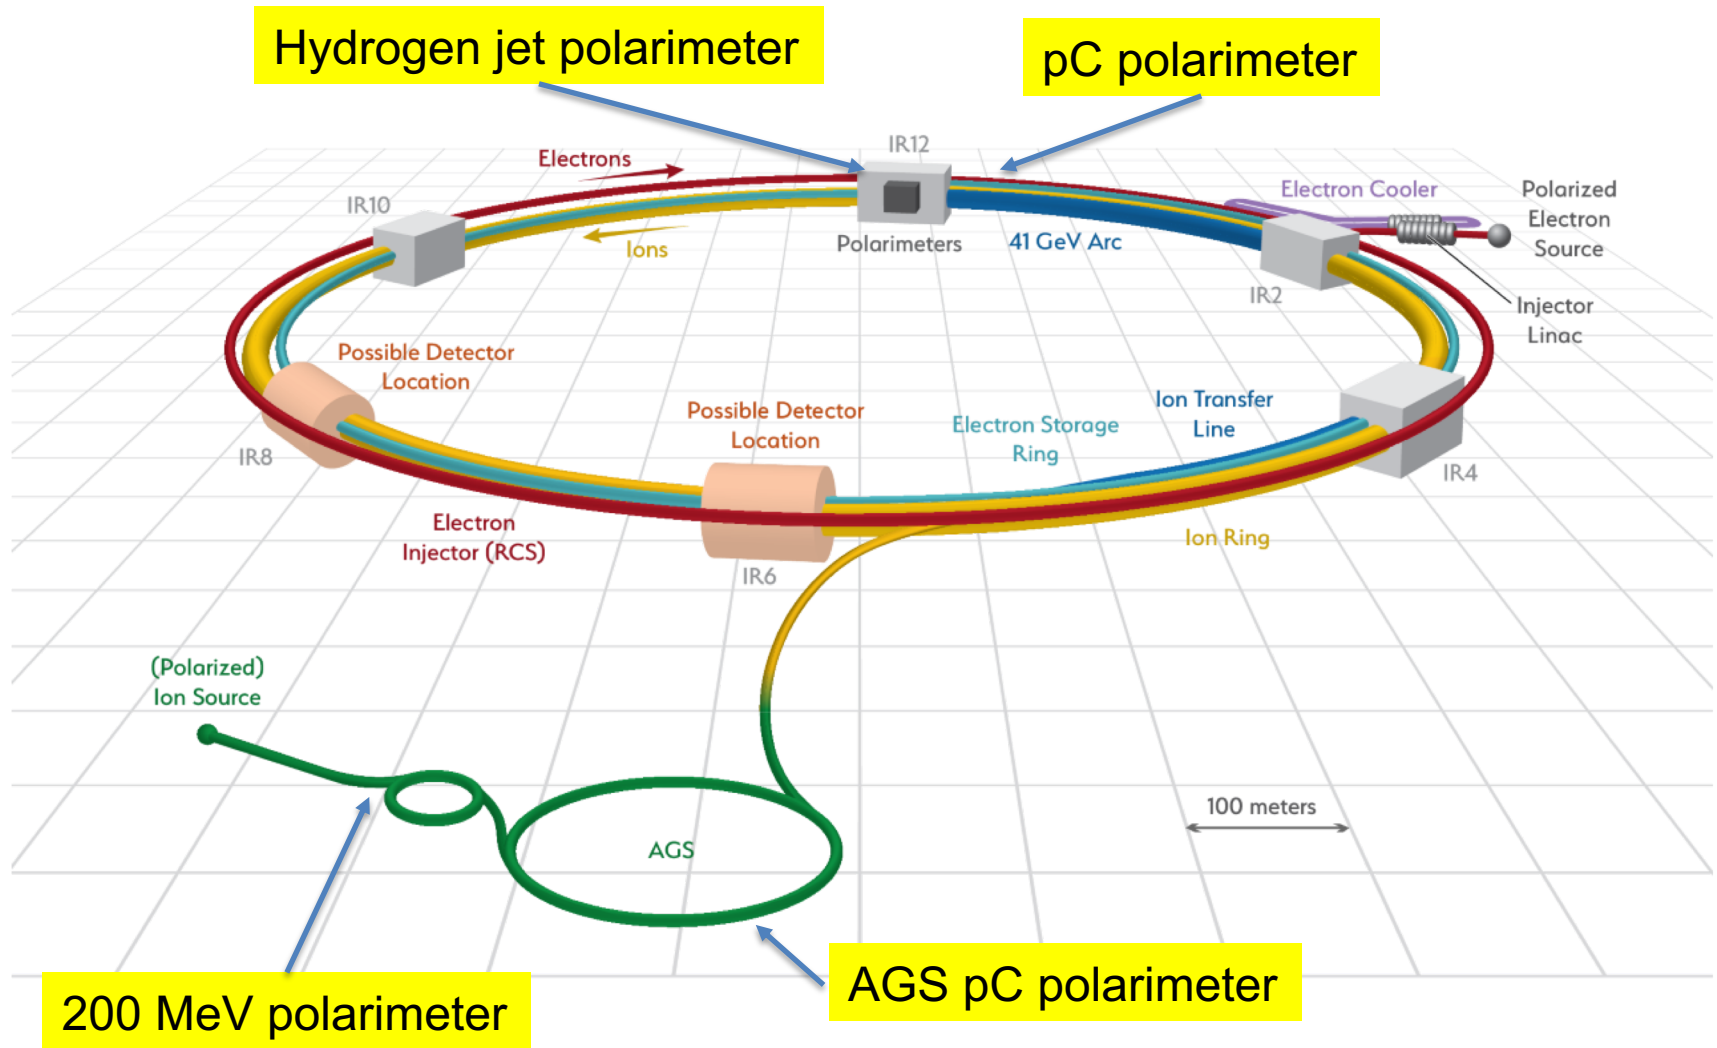 Hydrogen jet polarimeter
pC polarimeter
IR12
Electrons
Electron Cooler
Polarized
Electron
Source
IR10
Ions
Polarimeters
41 GeV Arc
IR2
Injector
Linac
Possible Detector
Location
Possible Detector
Location
Ion Transfer
Line
Electron Storage
Ring
IR8
IR4
Electron
Injector (RCS)
Ion Ring
IR6
(Polarized)
Ion Source
100 meters
AGS
AGS pC polarimeter
200 MeV polarimeter